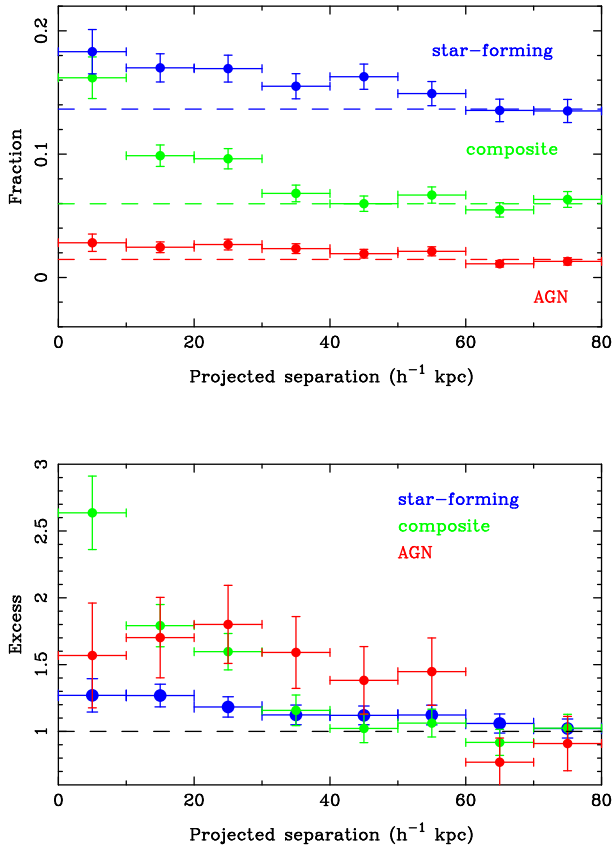 0.2
star-forming
composite
0.1
Fraction
0
AGN
0 20 40 60 80
Projected separation (h⁻¹ kpc)
3
star-forming
composite
2.5
AGN
2
Excess
1.5
1
0 20 40 60 80
Projected separation (h⁻¹ kpc)